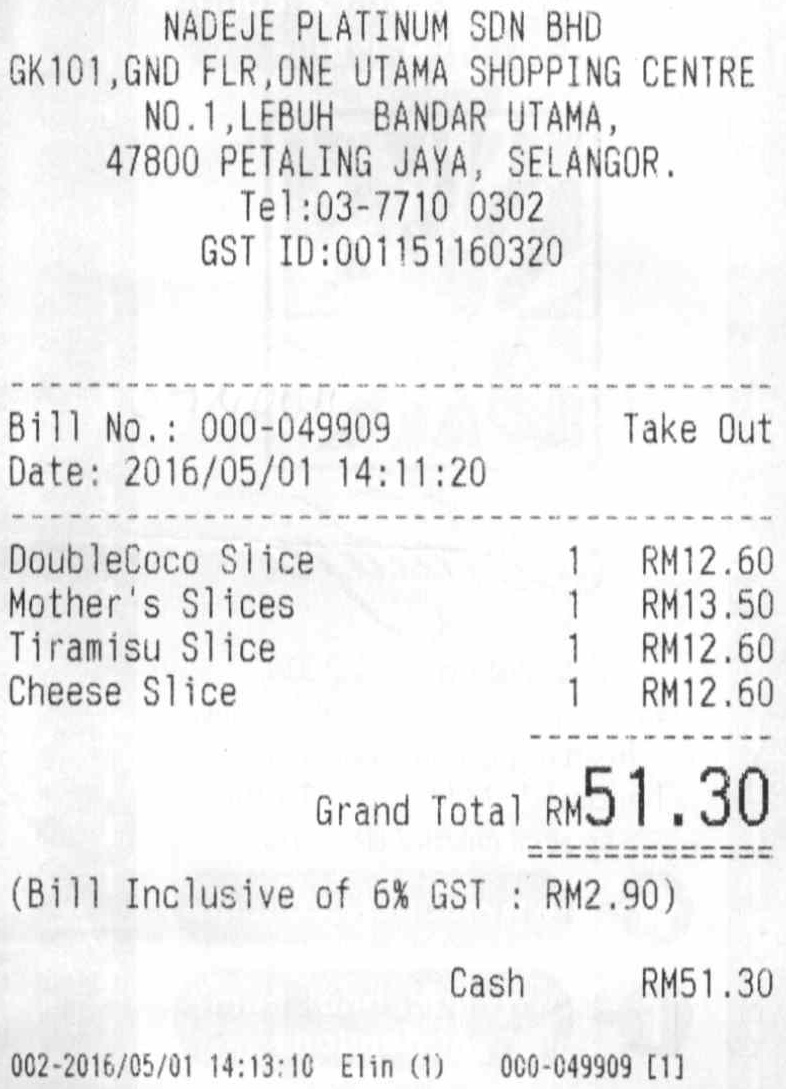 NADEJE PLATINUM SDN BHD
GK101,GND FLR,ONE UTAMA SHOPPING CENTRE
NO.1,LEBUH BANDAR UTAMA,
47800 PETALING JAYA, SELANGOR.
Tel:03-7710 0302
GST ID:001151160320
Bill No.: 000-049909 Take Out
Date: 2016/05/01 14:11:20
DoubleCoco Slice 1 RM12.60
Mother's Slices 1 RM13.50
Tiramisu Slice 1 RM12.60
Cheese Slice 1 RM12.60
Grand Total RM51.30
(Bill Inclusive of 6% GST : RM2.90)
Cash RM51.30
002-2016/05/01 14:13:10 Elin (1) 000-049909 [1]